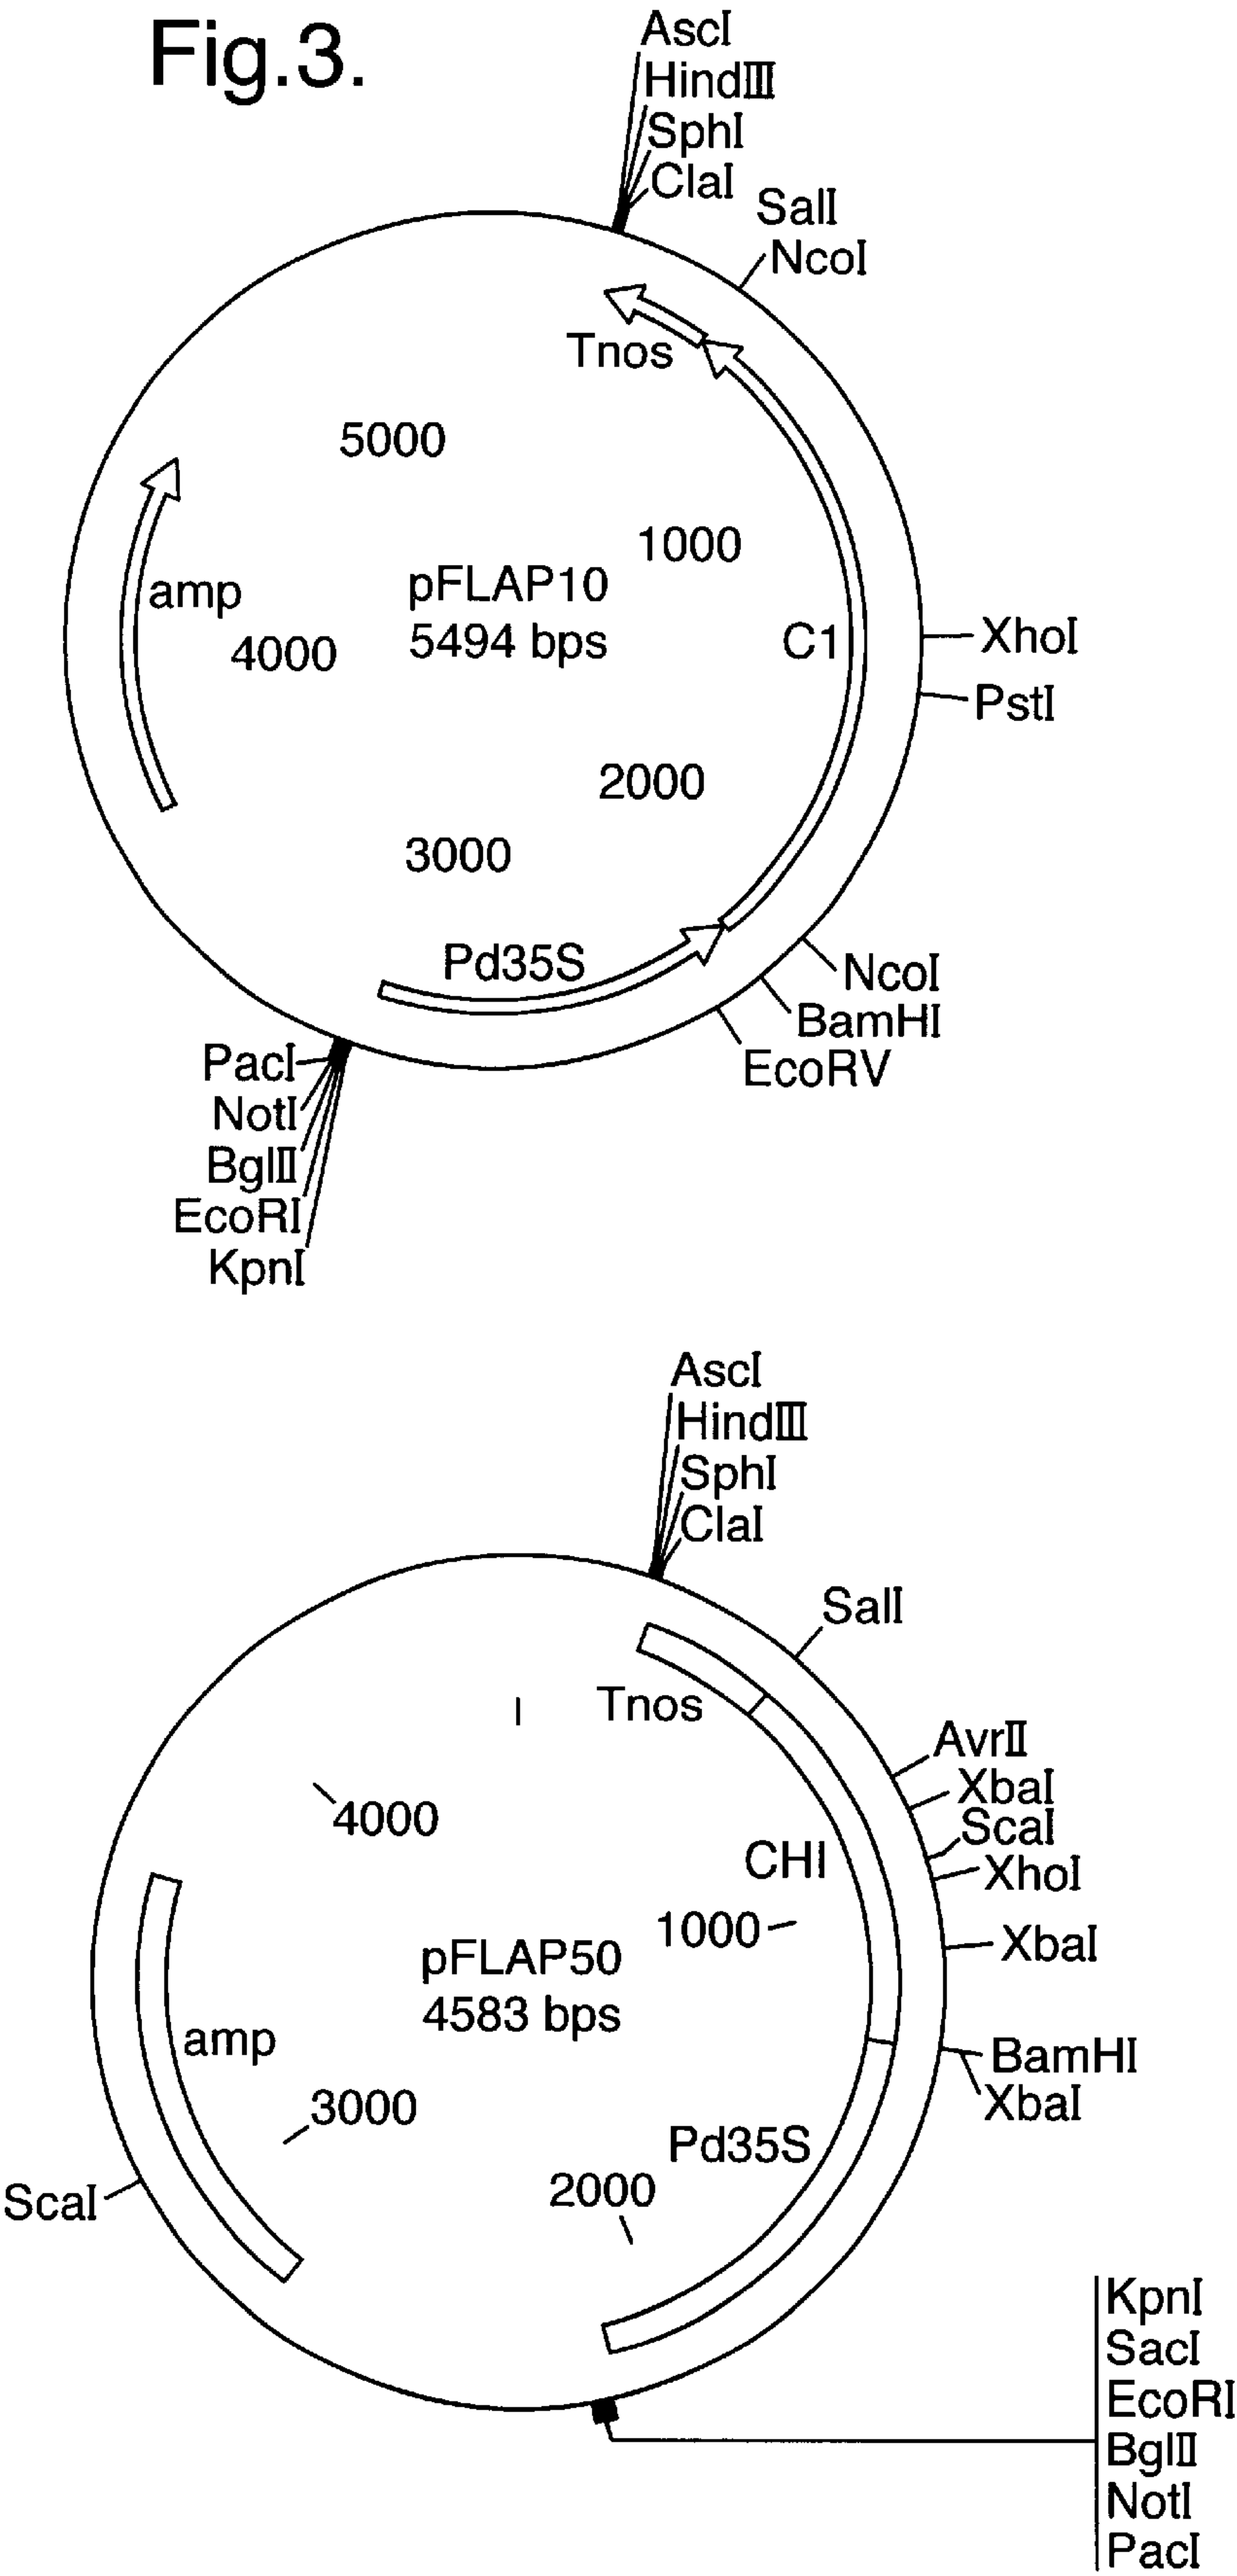 Fig.3.
AscI
HindIII
SphI
ClaI
SalI
NcoI
Tnos
5000
1000
amp
pFLAP10
4000
5494 bps
C1
XhoI
PstI
2000
3000
Pd35S
NcoI
BamHI
EcoRV
PacI
NotI
BglII
EcoRI
KpnI
AscI
HindIII
SphI
ClaI
SalI
Tnos
AvrII
XbaI
4000
ScaI
CHI
XhoI
1000
XbaI
pFLAP50
4583 bps
amp
BamHI
XbaI
3000
Pd35S
2000
ScaI
KpnI
SacI
EcoRI
BglII
NotI
PacI